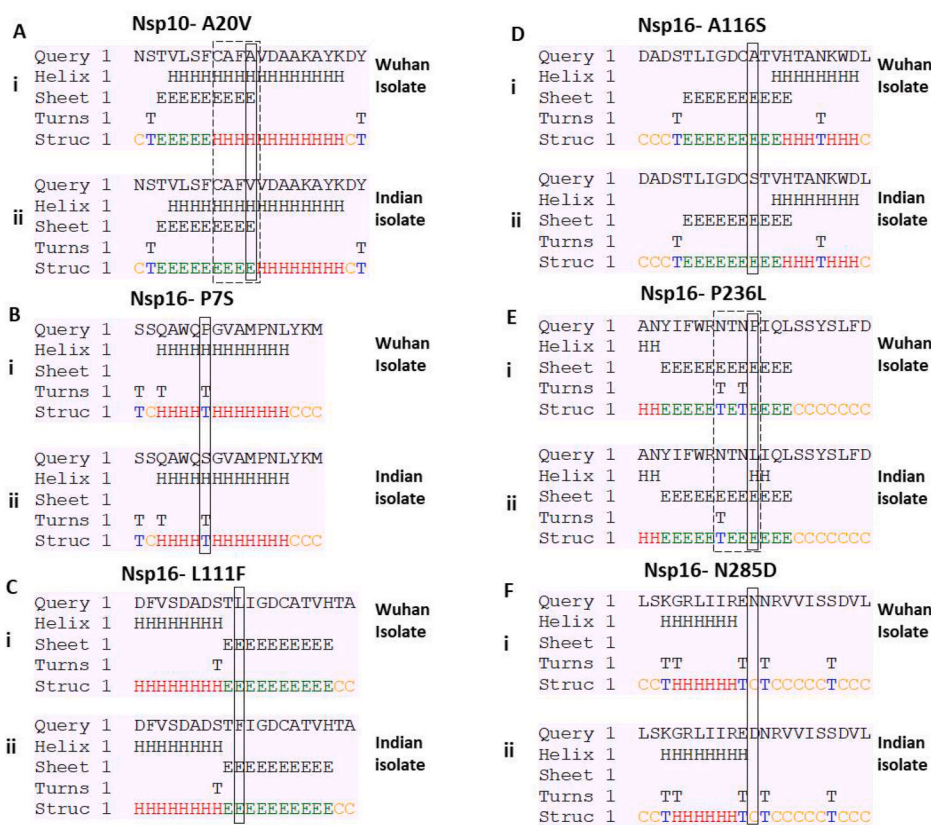 A
Nsp10- A20V
i
Query 1 NSTVLSFCAFAVDAAKAYKDY
Helix 1 HHHHHHHHHHHHHHHH
Sheet 1 EEEEEEEEE
Turns 1 T T
Struc 1 CTEEEEEHHHHHHHHHHHHCT
Wuhan
Isolate
ii
Query 1 NSTVLSFCAFVVDAAKAYKDY
Helix 1 HHHHHHHHHHHHHHHH
Sheet 1 EEEEEEEEE
Turns 1 T T
Struc 1 CTEEEEEEEEEHHHHHHHHCT
Indian
isolate
B
Nsp16- P7S
i
Query 1 SSQAWQPGVAMPNLYKM
Helix 1 HHHHHHHHHHHH
Sheet 1
Turns 1 T T T
Struc 1 TCHHHHTHHHHHHHCCC
Wuhan
Isolate
ii
Query 1 SSQAWQSGVAMPNLYKM
Helix 1 HHHHHHHHHHHH
Sheet 1
Turns 1 T T T
Struc 1 TCHHHHTHHHHHHHCCC
Indian
isolate
C
Nsp16- L111F
i
Query 1 DFVSDADSTLIGDCATVHTA
Helix 1 HHHHHHHH
Sheet 1 EEEEEEEEEE
Turns 1 T
Struc 1 HHHHHHHHEEEEEEEEEECC
Wuhan
Isolate
ii
Query 1 DFVSDADSTFIGDCATVHTA
Helix 1 HHHHHHHH
Sheet 1 EEEEEEEEEE
Turns 1 T
Struc 1 HHHHHHHHEEEEEEEEEECC
Indian
isolate
D
Nsp16- A116S
i
Query 1 DADSTLIGDCATVHTANKWDL
Helix 1 HHHHHHHH
Sheet 1 EEEEEEEEEE
Turns 1 T T
Struc 1 CCCTEEEEEEEEEHHHTHHHC
Wuhan
Isolate
ii
Query 1 DADSTLIGDCSTVHTANKWDL
Helix 1 HHHHHHHH
Sheet 1 EEEEEEEEEE
Turns 1 T T
Struc 1 CCCTEEEEEEEEEHHHTHHHC
Indian
isolate
E
Nsp16- P236L
i
Query 1 ANYIFWRNTNPIQLSSYSLFD
Helix 1 HH
Sheet 1 EEEEEEEEEEEE
Turns 1 T T
Struc 1 HHEEEEETETEEEECCCCCCC
Wuhan
Isolate
ii
Query 1 ANYIFWRNTNLIQLSSYSLFD
Helix 1 HH HH
Sheet 1 EEEEEEEEEEEE
Turns 1 T
Struc 1 HHEEEEETEEEEEECCCCCCC
Indian
isolate
F
Nsp16- N285D
i
Query 1 LSKGRLIIRENNRVVISSDVL
Helix 1 HHHHHHH
Sheet 1
Turns 1 TT T T T
Struc 1 CCTHHHHHHTCTCCCCCTCCC
Wuhan
Isolate
ii
Query 1 LSKGRLIIREDNRVVISSDVL
Helix 1 HHHHHHHH
Sheet 1
Turns 1 TT T T T
Struc 1 CCTHHHHHHTCTCCCCCTCCC
Indian
isolate